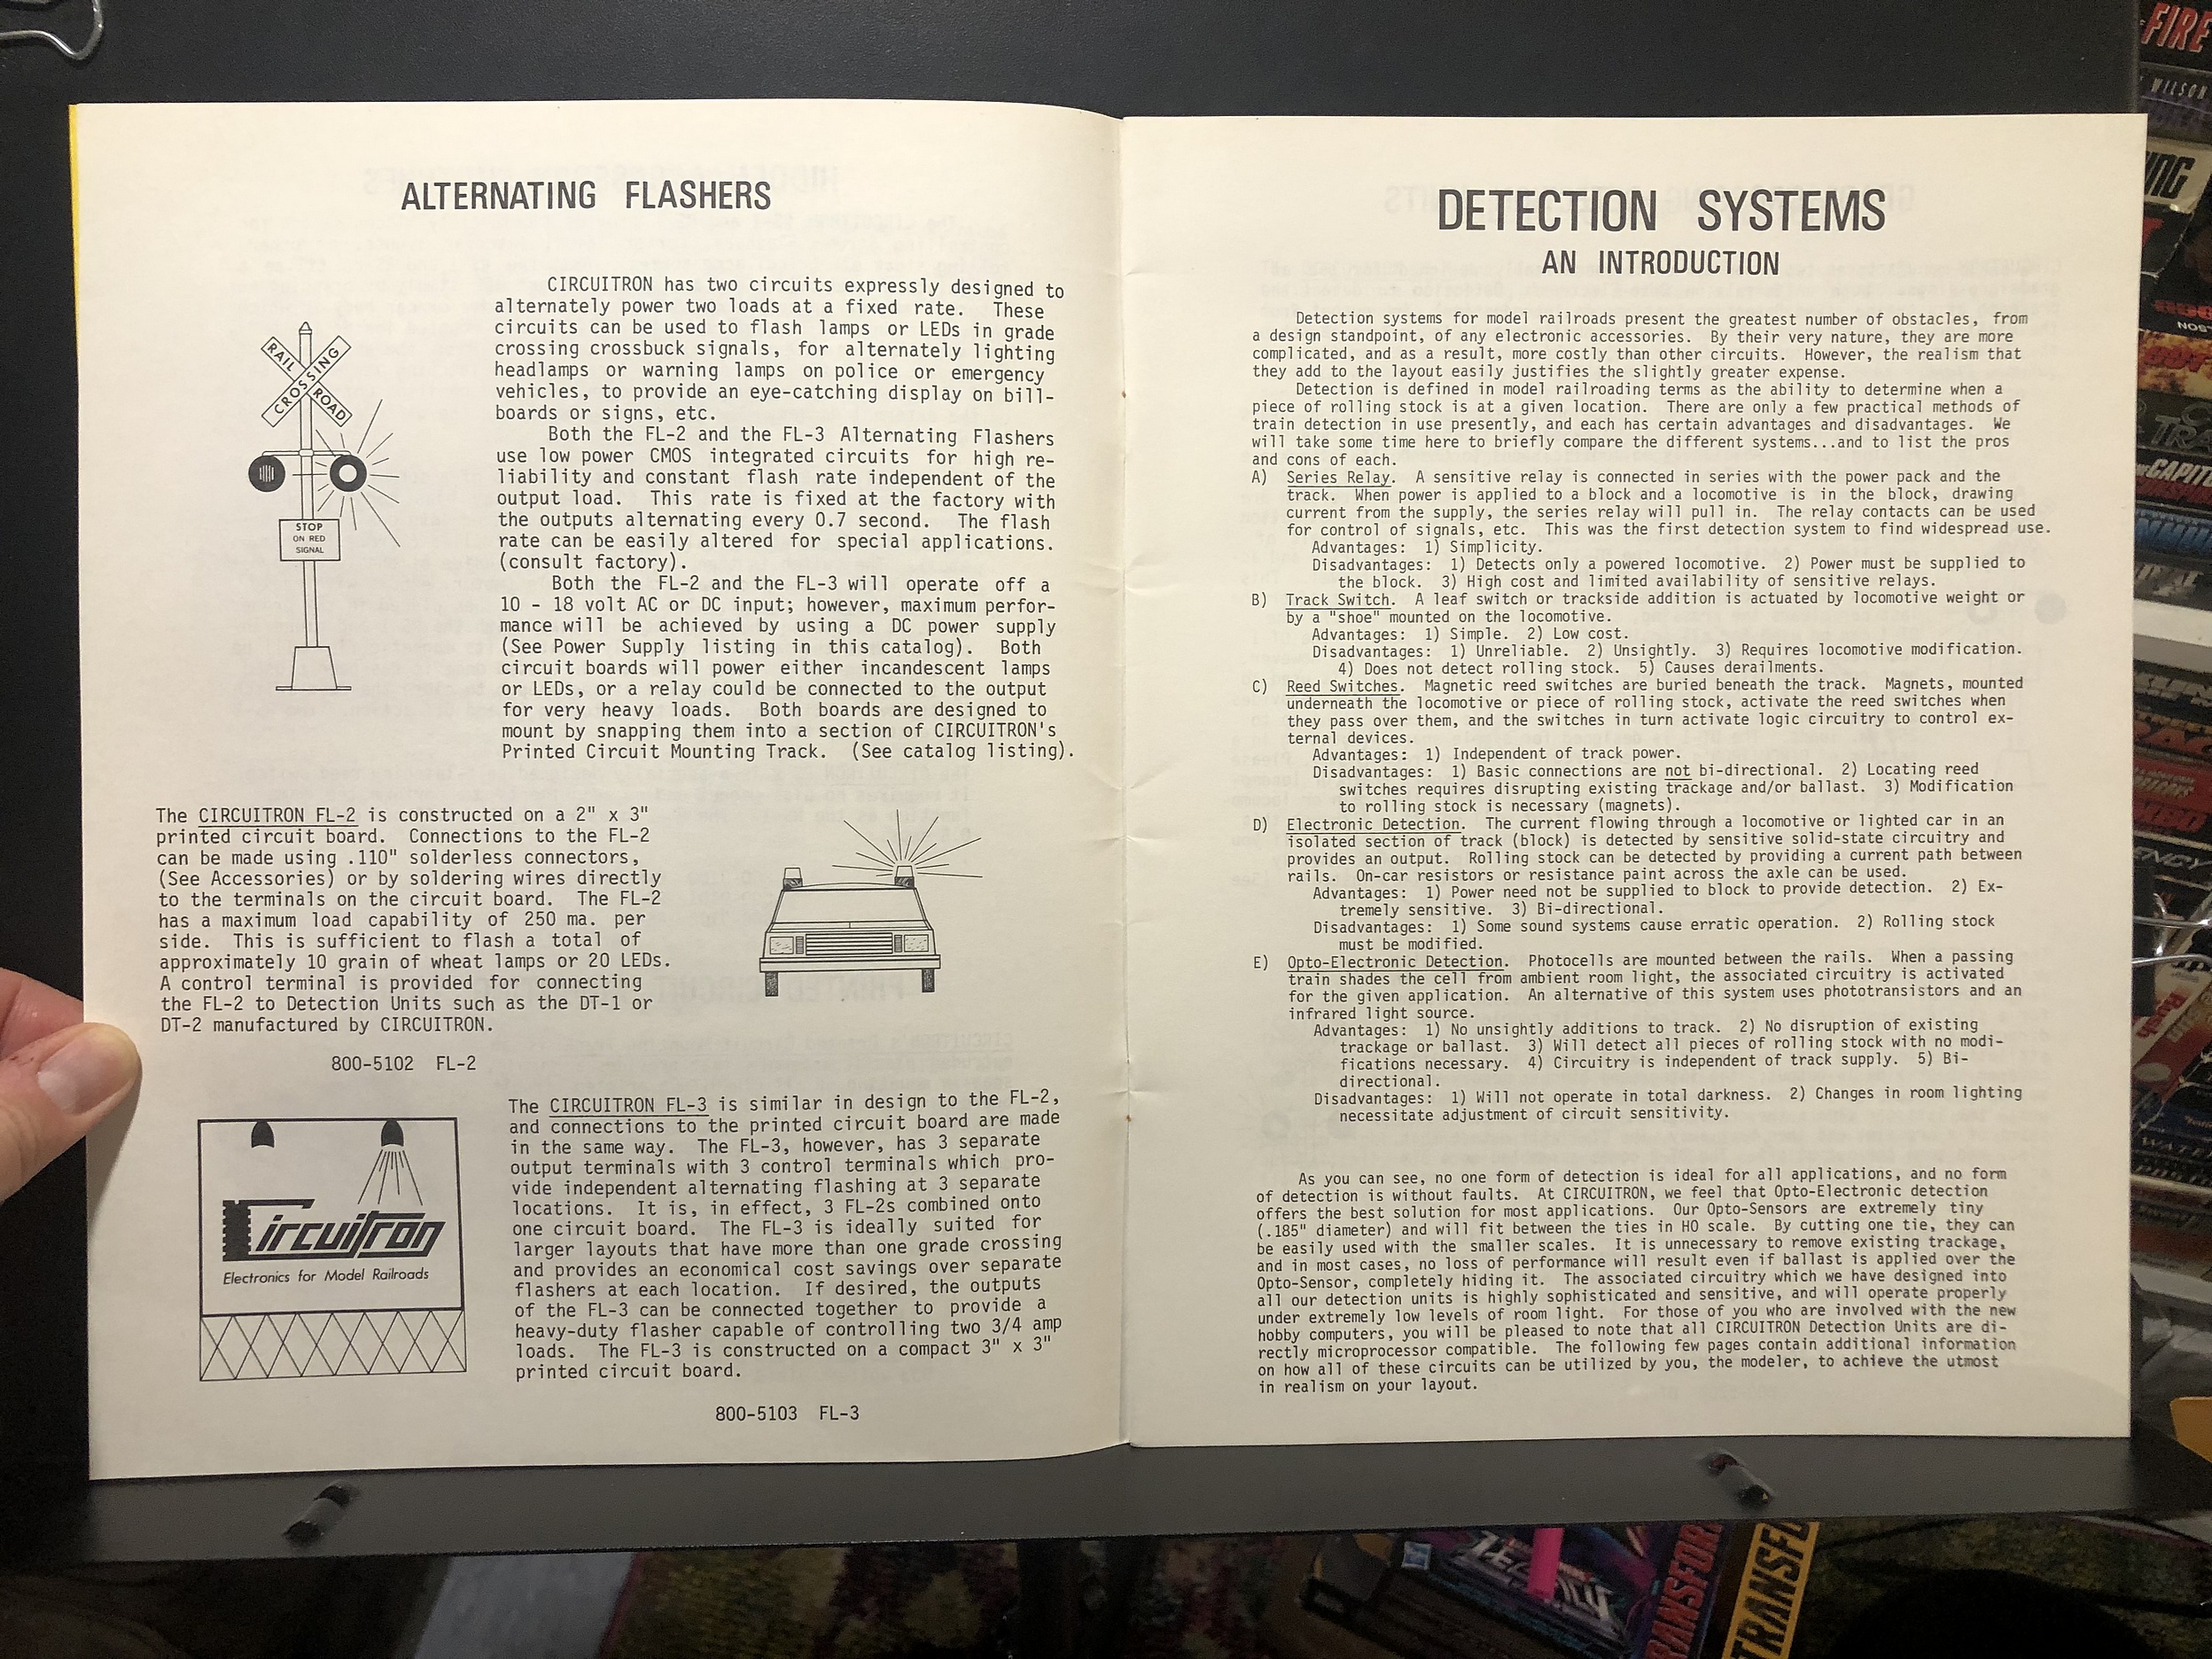 ALTERNATING FLASHERS
CIRCUITRON has two circuits expressly designed to
alternately power two loads at a fixed rate. These
circuits can be used to flash lamps or LEDs in grade
crossing crossbuck signals, for alternately lighting
headlamps or warning lamps on police or emergency
vehicles, to provide an eye-catching display on bill-
boards or signs, etc.
Both the FL-2 and the FL-3 Alternating Flashers
use low power CMOS integrated circuits for high re-
liability and constant flash rate independent of the
output load. This rate is fixed at the factory with
the outputs alternating every 0.7 second. The flash
rate can be easily altered for special applications.
(consult factory).
Both the FL-2 and the FL-3 will operate off a
10 - 18 volt AC or DC input; however, maximum perfor-
mance will be achieved by using a DC power supply
(See Power Supply listing in this catalog). Both
circuit boards will power either incandescent lamps
or LEDs, or a relay could be connected to the output
for very heavy loads. Both boards are designed to
mount by snapping them into a section of CIRCUITRON's
Printed Circuit Mounting Track. (See catalog listing).
RAIL ROAD
CROSSING
STOP
ON RED
SIGNAL
The CIRCUITRON FL-2 is constructed on a 2" x 3"
printed circuit board. Connections to the FL-2
can be made using .110" solderless connectors,
(See Accessories) or by soldering wires directly
to the terminals on the circuit board. The FL-2
has a maximum load capability of 250 ma. per
side. This is sufficient to flash a total of
approximately 10 grain of wheat lamps or 20 LEDs.
A control terminal is provided for connecting
the FL-2 to Detection Units such as the DT-1 or
DT-2 manufactured by CIRCUITRON.
800-5102 FL-2
Circuitron
Electronics for Model Railroads
The CIRCUITRON FL-3 is similar in design to the FL-2,
and connections to the printed circuit board are made
in the same way. The FL-3, however, has 3 separate
output terminals with 3 control terminals which pro-
vide independent alternating flashing at 3 separate
locations. It is, in effect, 3 FL-2s combined onto
one circuit board. The FL-3 is ideally suited for
larger layouts that have more than one grade crossing
and provides an economical cost savings over separate
flashers at each location. If desired, the outputs
of the FL-3 can be connected together to provide a
heavy-duty flasher capable of controlling two 3/4 amp
loads. The FL-3 is constructed on a compact 3" x 3"
printed circuit board.
800-5103 FL-3
DETECTION SYSTEMS
AN INTRODUCTION
Detection systems for model railroads present the greatest number of obstacles, from
a design standpoint, of any electronic accessories. By their very nature, they are more
complicated, and as a result, more costly than other circuits. However, the realism that
they add to the layout easily justifies the slightly greater expense.
Detection is defined in model railroading terms as the ability to determine when a
piece of rolling stock is at a given location. There are only a few practical methods of
train detection in use presently, and each has certain advantages and disadvantages. We
will take some time here to briefly compare the different systems...and to list the pros
and cons of each.
A) Series Relay. A sensitive relay is connected in series with the power pack and the
track. When power is applied to a block and a locomotive is in the block, drawing
current from the supply, the series relay will pull in. The relay contacts can be used
for control of signals, etc. This was the first detection system to find widespread use.
Advantages: 1) Simplicity.
Disadvantages: 1) Detects only a powered locomotive. 2) Power must be supplied to
the block. 3) High cost and limited availability of sensitive relays.
B) Track Switch. A leaf switch or trackside addition is actuated by locomotive weight or
by a "shoe" mounted on the locomotive.
Advantages: 1) Simple. 2) Low cost.
Disadvantages: 1) Unreliable. 2) Unsightly. 3) Requires locomotive modification.
4) Does not detect rolling stock. 5) Causes derailments.
C) Reed Switches. Magnetic reed switches are buried beneath the track. Magnets, mounted
underneath the locomotive or piece of rolling stock, activate the reed switches when
they pass over them, and the switches in turn activate logic circuitry to control ex-
ternal devices.
Advantages: 1) Independent of track power.
Disadvantages: 1) Basic connections are not bi-directional. 2) Locating reed
switches requires disrupting existing trackage and/or ballast. 3) Modification
to rolling stock is necessary (magnets).
D) Electronic Detection. The current flowing through a locomotive or lighted car in an
isolated section of track (block) is detected by sensitive solid-state circuitry and
provides an output. Rolling stock can be detected by providing a current path between
rails. On-car resistors or resistance paint across the axle can be used.
Advantages: 1) Power need not be supplied to block to provide detection. 2) Ex-
tremely sensitive. 3) Bi-directional.
Disadvantages: 1) Some sound systems cause erratic operation. 2) Rolling stock
must be modified.
E) Opto-Electronic Detection. Photocells are mounted between the rails. When a passing
train shades the cell from ambient room light, the associated circuitry is activated
for the given application. An alternative of this system uses phototransistors and an
infrared light source.
Advantages: 1) No unsightly additions to track. 2) No disruption of existing
trackage or ballast. 3) Will detect all pieces of rolling stock with no modi-
fications necessary. 4) Circuitry is independent of track supply. 5) Bi-
directional.
Disadvantages: 1) Will not operate in total darkness. 2) Changes in room lighting
necessitate adjustment of circuit sensitivity.
As you can see, no one form of detection is ideal for all applications, and no form
of detection is without faults. At CIRCUITRON, we feel that Opto-Electronic detection
offers the best solution for most applications. Our Opto-Sensors are extremely tiny
(.185" diameter) and will fit between the ties in HO scale. By cutting one tie, they can
be easily used with the smaller scales. It is unnecessary to remove existing trackage,
and in most cases, no loss of performance will result even if ballast is applied over the
Opto-Sensor, completely hiding it. The associated circuitry which we have designed into
all our detection units is highly sophisticated and sensitive, and will operate properly
under extremely low levels of room light. For those of you who are involved with the new
hobby computers, you will be pleased to note that all CIRCUITRON Detection Units are di-
rectly microprocessor compatible. The following few pages contain additional information
on how all of these circuits can be utilized by you, the modeler, to achieve the utmost
in realism on your layout.
FIRE
WILSON